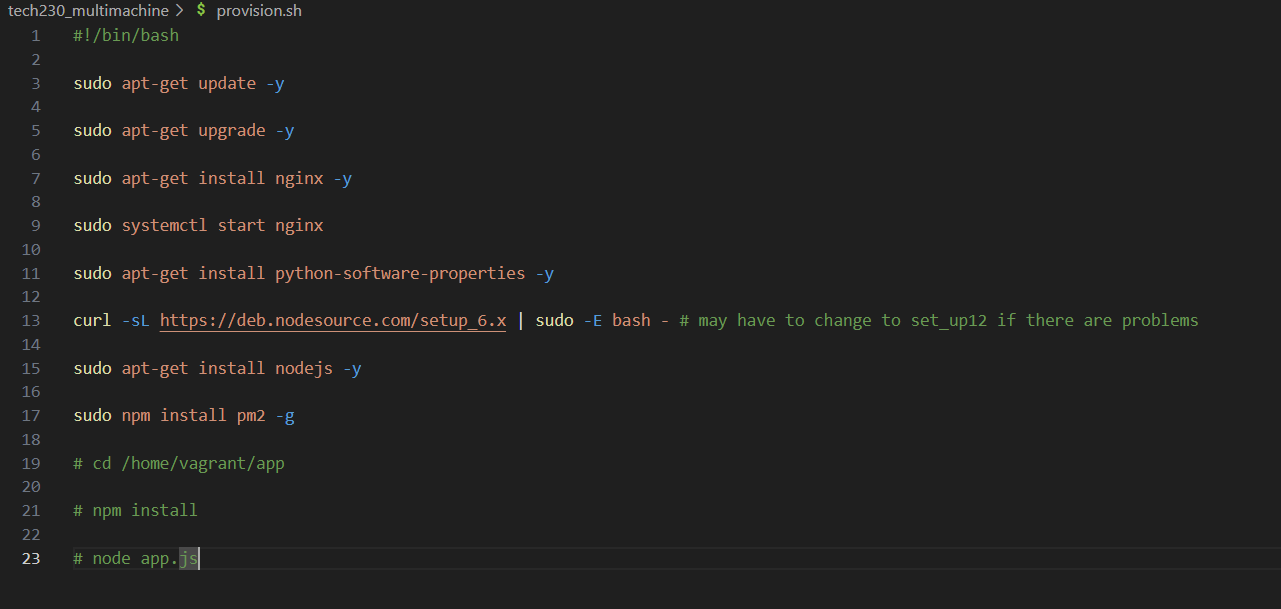 tech230_multimachine > $ provision.sh
1 #!/bin/bash
2
3 sudo apt-get update -y
4
5 sudo apt-get upgrade -y
6
7 sudo apt-get install nginx -y
8
9 sudo systemctl start nginx
10
11 sudo apt-get install python-software-properties -y
12
13 curl -sL https://deb.nodesource.com/setup_6.x | sudo -E bash - # may have to change to set_up12 if there are problems
14
15 sudo apt-get install nodejs -y
16
17 sudo npm install pm2 -g
18
19 # cd /home/vagrant/app
20
21 # npm install
22
23 # node app.js